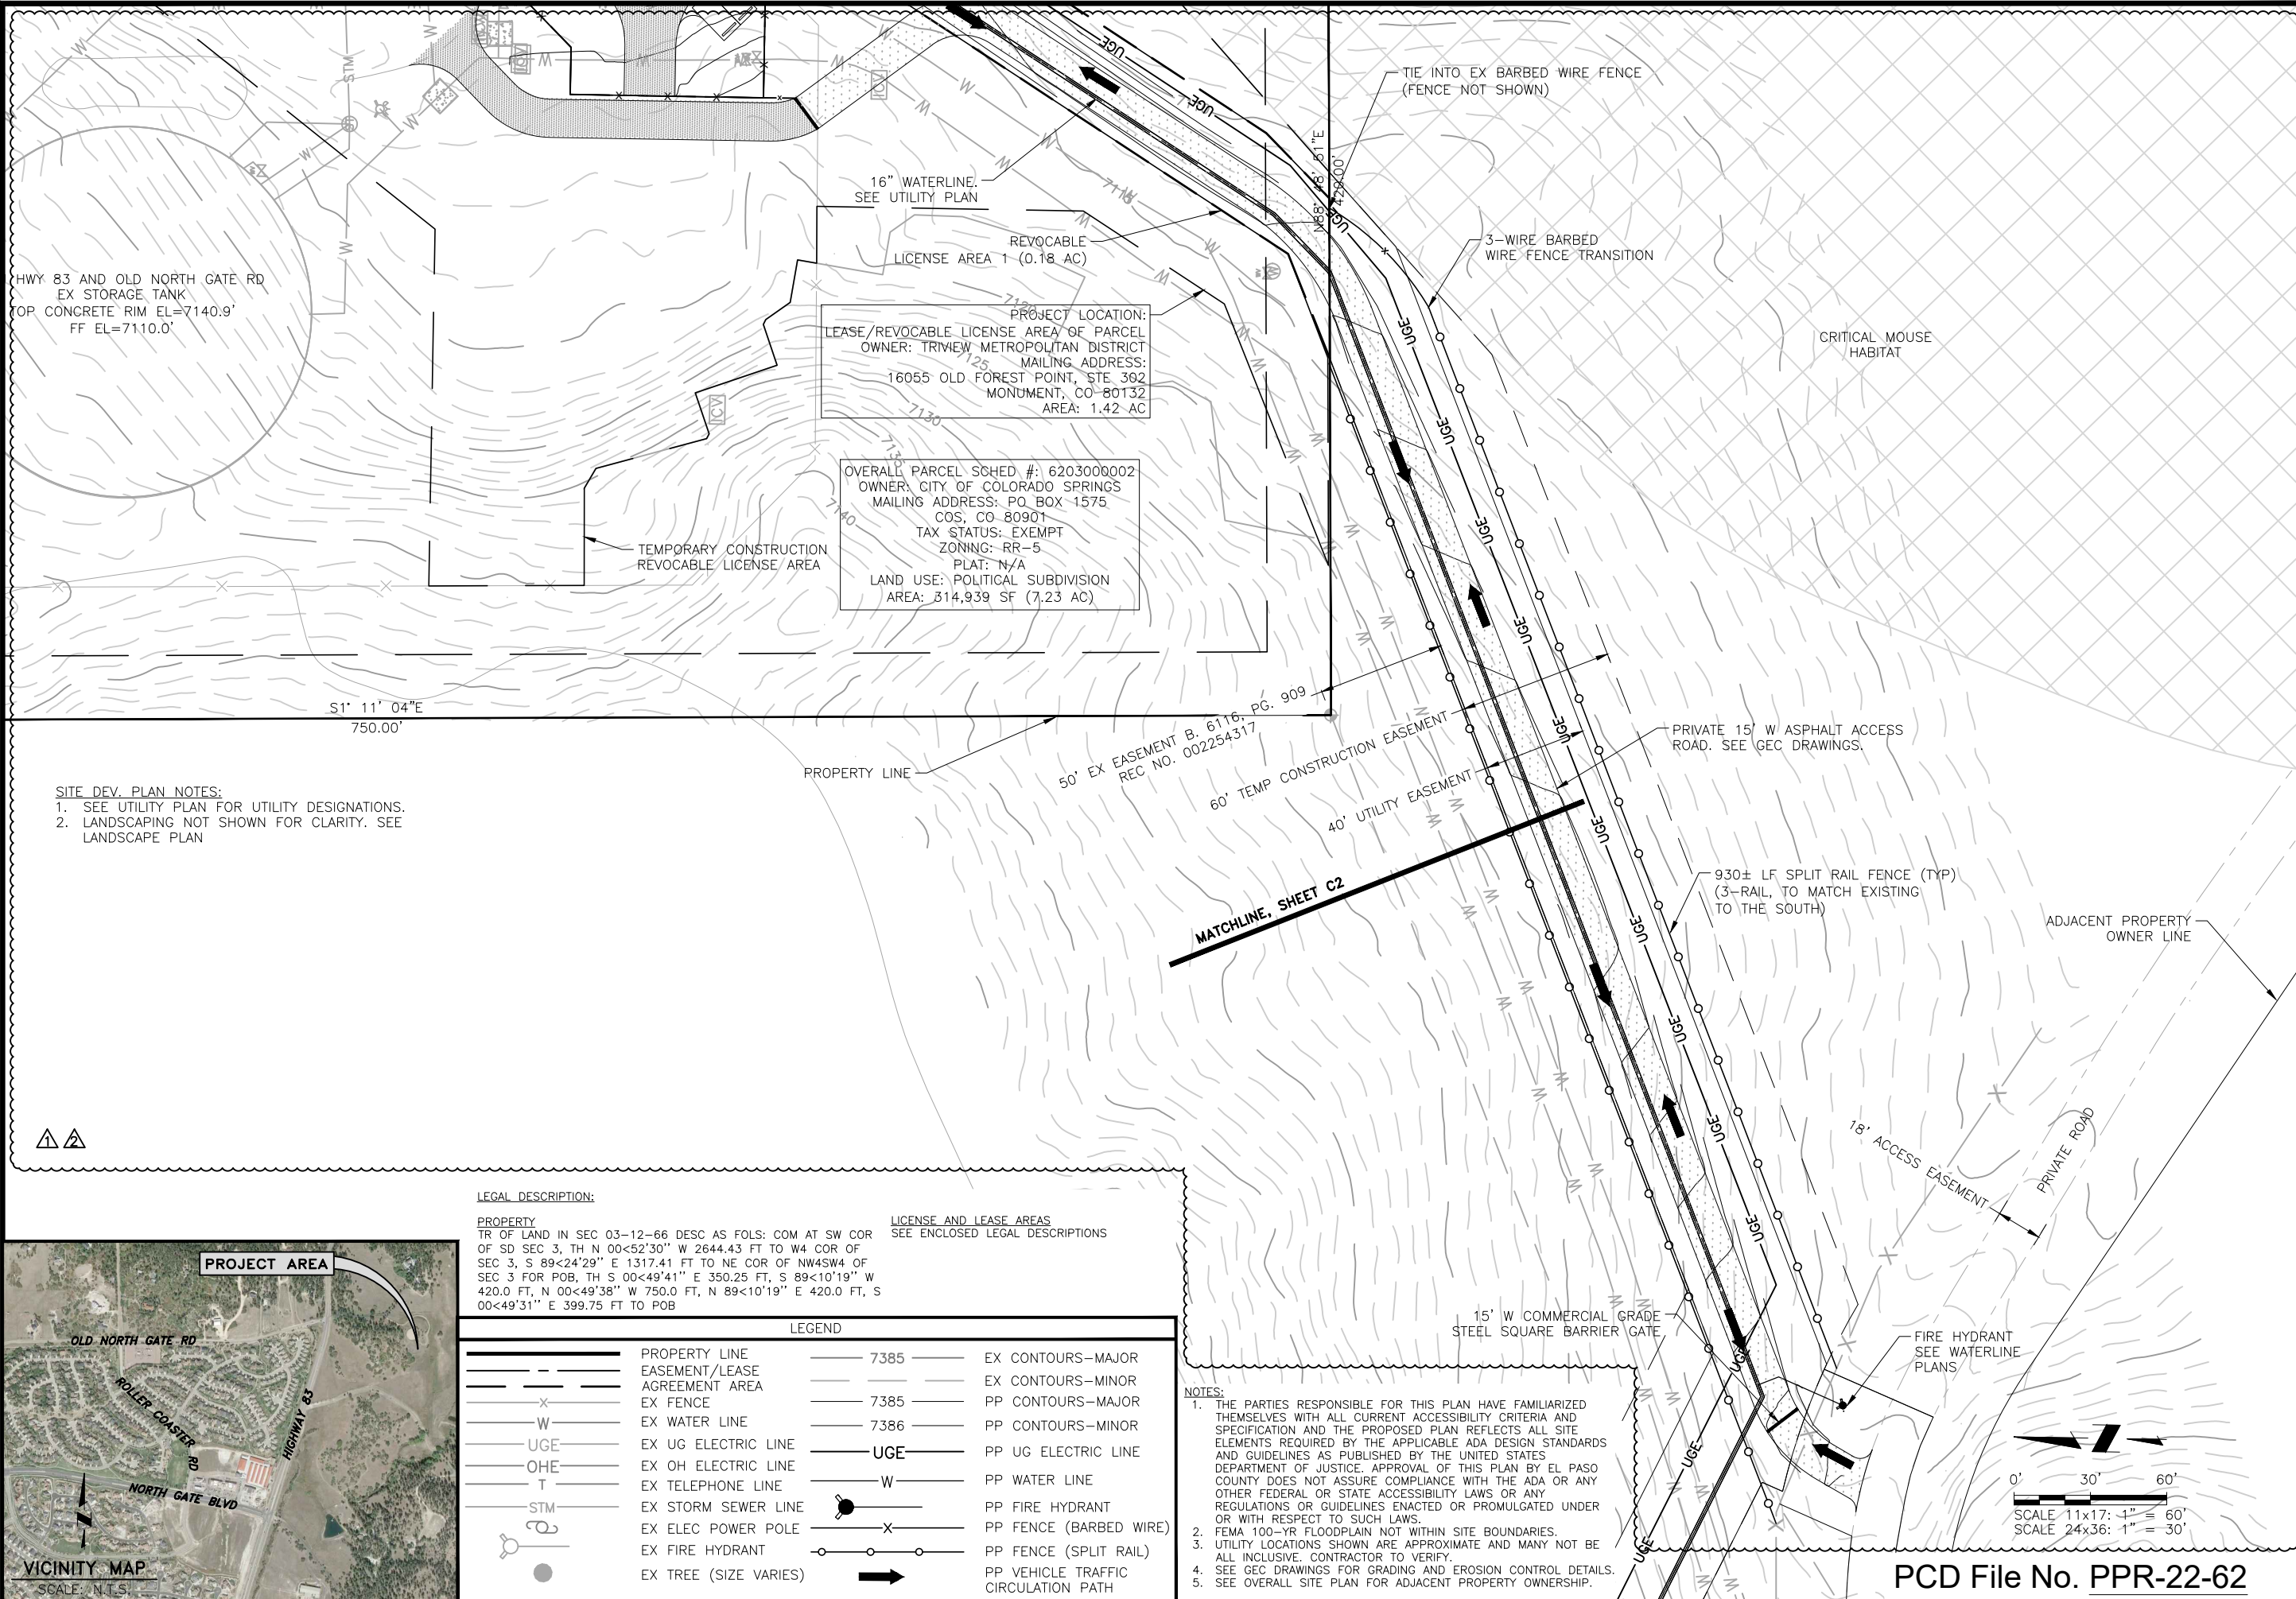 TIE INTO EX BARBED WIRE FENCE
(FENCE NOT SHOWN)
16" WATERLINE.
SEE UTILITY PLAN
REVOCABLE
LICENSE AREA 1 (0.18 AC)
3-WIRE BARBED
WIRE FENCE TRANSITION
HWY 83 AND OLD NORTH GATE RD
EX STORAGE TANK
TOP CONCRETE RIM EL=7140.9'
FF EL=7110.0'
PROJECT LOCATION:
LEASE/REVOCABLE LICENSE AREA OF PARCEL
OWNER: TRIVIEW METROPOLITAN DISTRICT
MAILING ADDRESS:
16055 OLD FOREST POINT, STE 302
MONUMENT, CO 80132
AREA: 1.42 AC
CRITICAL MOUSE
HABITAT
7120
7125
7130
7140
OVERALL PARCEL SCHED #: 6203000002
OWNER: CITY OF COLORADO SPRINGS
MAILING ADDRESS: PO BOX 1575
COS, CO 80901
TAX STATUS: EXEMPT
ZONING: RR-5
PLAT: N/A
LAND USE: POLITICAL SUBDIVISION
AREA: 314,939 SF (7.23 AC)
TEMPORARY CONSTRUCTION
REVOCABLE LICENSE AREA
420.00'
STM
ICV
UGE
S1° 11' 04"E
750.00'
PROPERTY LINE
50' EX EASEMENT B. 6116, PG. 909
REC NO. 002254317
60' TEMP CONSTRUCTION EASEMENT
40' UTILITY EASEMENT
PRIVATE 15' W ASPHALT ACCESS
ROAD. SEE GEC DRAWINGS.
SITE DEV. PLAN NOTES:
1. SEE UTILITY PLAN FOR UTILITY DESIGNATIONS.
2. LANDSCAPING NOT SHOWN FOR CLARITY. SEE
LANDSCAPE PLAN
MATCHLINE, SHEET C2
930± LF SPLIT RAIL FENCE (TYP)
(3-RAIL, TO MATCH EXISTING
TO THE SOUTH)
ADJACENT PROPERTY
OWNER LINE
18' ACCESS EASEMENT
PRIVATE ROAD
1 2
LEGAL DESCRIPTION:
PROPERTY
TR OF LAND IN SEC 03-12-66 DESC AS FOLS: COM AT SW COR
OF SD SEC 3, TH N 00<52'30'' W 2644.43 FT TO W4 COR OF
SEC 3, S 89<24'29'' E 1317.41 FT TO NE COR OF NW4SW4 OF
SEC 3 FOR POB, TH S 00<49'41'' E 350.25 FT, S 89<10'19'' W
420.0 FT, N 00<49'38'' W 750.0 FT, N 89<10'19'' E 420.0 FT, S
00<49'31'' E 399.75 FT TO POB
LICENSE AND LEASE AREAS
SEE ENCLOSED LEGAL DESCRIPTIONS
PROJECT AREA
OLD NORTH GATE RD
ROLLER COASTER RD
HIGHWAY 83
NORTH GATE BLVD
VICINITY MAP
SCALE: N.T.S.
LEGEND
PROPERTY LINE
EASEMENT/LEASE
AGREEMENT AREA
EX FENCE
W EX WATER LINE
UGE EX UG ELECTRIC LINE
OHE EX OH ELECTRIC LINE
T EX TELEPHONE LINE
STM EX STORM SEWER LINE
EX ELEC POWER POLE
EX FIRE HYDRANT
EX TREE (SIZE VARIES)
7385 EX CONTOURS-MAJOR
EX CONTOURS-MINOR
7385 PP CONTOURS-MAJOR
7386 PP CONTOURS-MINOR
UGE PP UG ELECTRIC LINE
W PP WATER LINE
PP FIRE HYDRANT
X PP FENCE (BARBED WIRE)
PP FENCE (SPLIT RAIL)
PP VEHICLE TRAFFIC
CIRCULATION PATH
15' W COMMERCIAL GRADE
STEEL SQUARE BARRIER GATE
FIRE HYDRANT
SEE WATERLINE
PLANS
NOTES:
1. THE PARTIES RESPONSIBLE FOR THIS PLAN HAVE FAMILIARIZED
THEMSELVES WITH ALL CURRENT ACCESSIBILITY CRITERIA AND
SPECIFICATION AND THE PROPOSED PLAN REFLECTS ALL SITE
ELEMENTS REQUIRED BY THE APPLICABLE ADA DESIGN STANDARDS
AND GUIDELINES AS PUBLISHED BY THE UNITED STATES
DEPARTMENT OF JUSTICE. APPROVAL OF THIS PLAN BY EL PASO
COUNTY DOES NOT ASSURE COMPLIANCE WITH THE ADA OR ANY
OTHER FEDERAL OR STATE ACCESSIBILITY LAWS OR ANY
REGULATIONS OR GUIDELINES ENACTED OR PROMULGATED UNDER
OR WITH RESPECT TO SUCH LAWS.
2. FEMA 100-YR FLOODPLAIN NOT WITHIN SITE BOUNDARIES.
3. UTILITY LOCATIONS SHOWN ARE APPROXIMATE AND MANY NOT BE
ALL INCLUSIVE. CONTRACTOR TO VERIFY.
4. SEE GEC DRAWINGS FOR GRADING AND EROSION CONTROL DETAILS.
5. SEE OVERALL SITE PLAN FOR ADJACENT PROPERTY OWNERSHIP.
0' 30' 60'
SCALE 11x17: 1" = 60'
SCALE 24x36: 1" = 30'
PCD File No. PPR-22-62